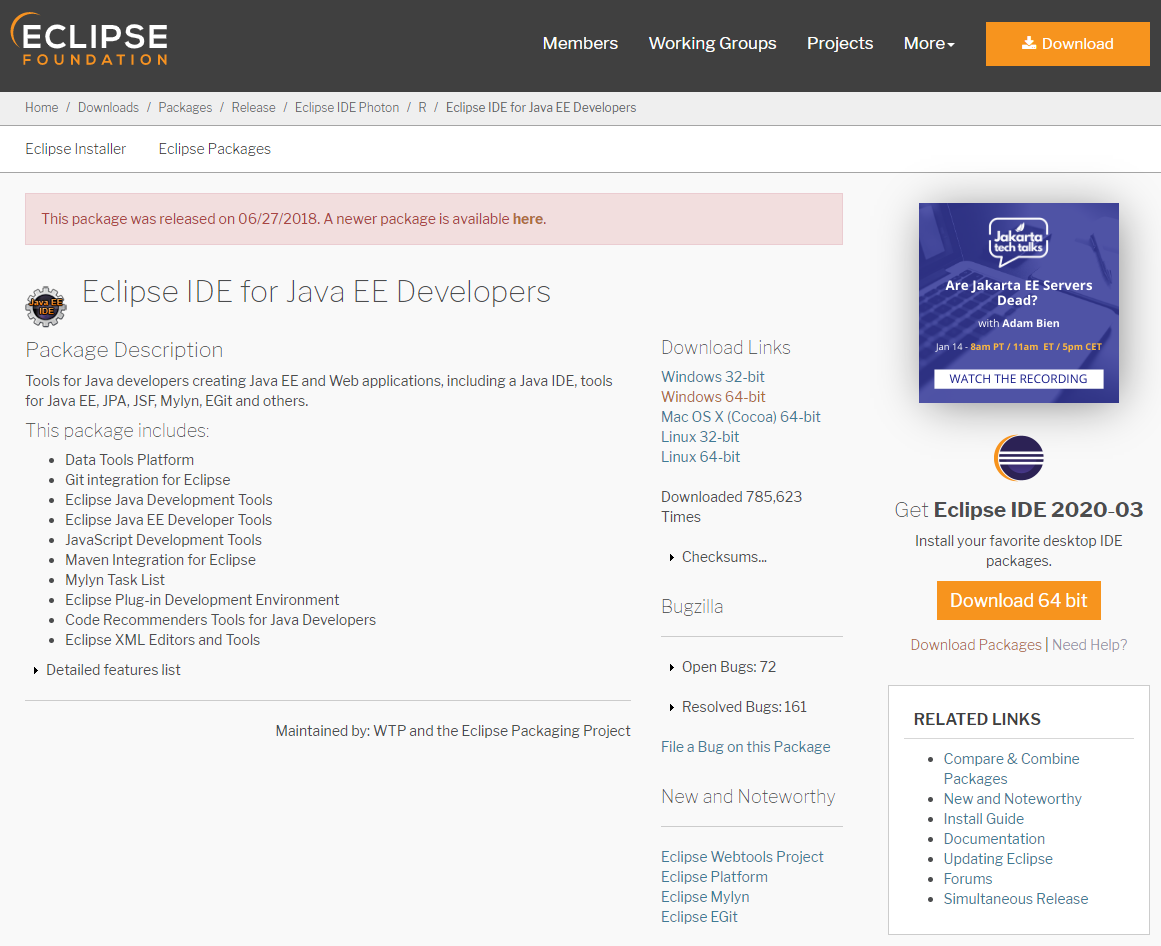 ECLIPSE
FOUNDATION
Members
Working Groups
Projects
More
Download
Home / Downloads / Packages / Release / Eclipse IDE Photon / R / Eclipse IDE for Java EE Developers
Eclipse Installer
Eclipse Packages
This package was released on 06/27/2018. A newer package is available here.
Java EE
IDE
Eclipse IDE for Java EE Developers
Package Description
Tools for Java developers creating Java EE and Web applications, including a Java IDE, tools
for Java EE, JPA, JSF, Mylyn, EGit and others.
This package includes:
Data Tools Platform
Git integration for Eclipse
Eclipse Java Development Tools
Eclipse Java EE Developer Tools
JavaScript Development Tools
Maven Integration for Eclipse
Mylyn Task List
Eclipse Plug-in Development Environment
Code Recommenders Tools for Java Developers
Eclipse XML Editors and Tools
Detailed features list
Maintained by: WTP and the Eclipse Packaging Project
Download Links
Windows 32-bit
Windows 64-bit
Mac OS X (Cocoa) 64-bit
Linux 32-bit
Linux 64-bit
Downloaded 785,623
Times
Checksums...
Bugzilla
Open Bugs: 72
Resolved Bugs: 161
File a Bug on this Package
New and Noteworthy
Eclipse Webtools Project
Eclipse Platform
Eclipse Mylyn
Eclipse EGit
Jakarta
tech talks
Are Jakarta EE Servers
Dead?
with Adam Bien
Jan 14 - 8am PT / 11am ET / 5pm CET
WATCH THE RECORDING
Get Eclipse IDE 2020-03
Install your favorite desktop IDE
packages.
Download 64 bit
Download Packages | Need Help?
RELATED LINKS
Compare & Combine
Packages
New and Noteworthy
Install Guide
Documentation
Updating Eclipse
Forums
Simultaneous Release